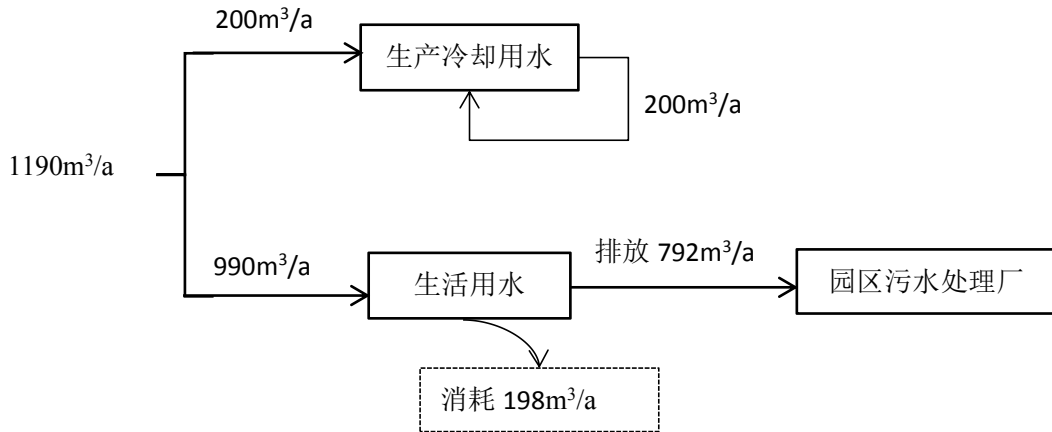 200m³/a
生产冷却用水
200m³/a
1190m³/a
990m³/a
生活用水
排放 792m³/a
园区污水处理厂
消耗 198m³/a